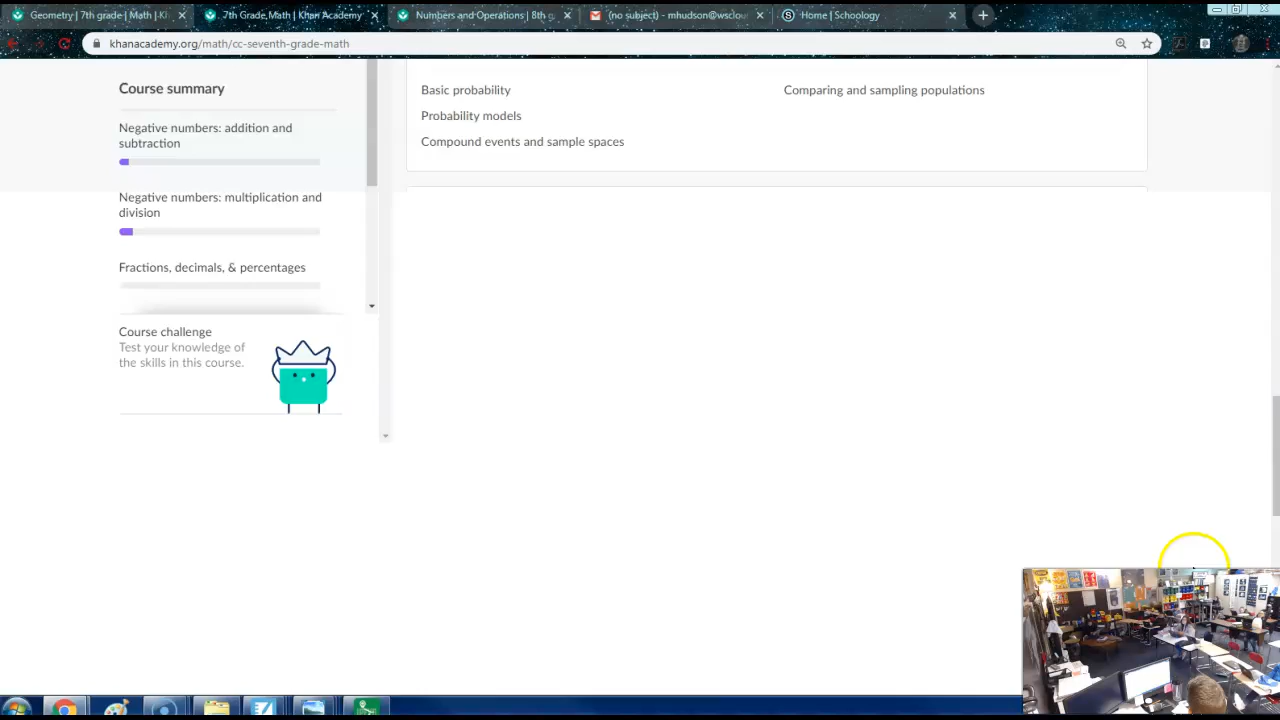 Geometry | 7th grade | Math | Kh
7th Grade Math | Khan Academy
Numbers and Operations | 8th g
(no subject) - mhudson@wsclou
Home | Schoology
khanacademy.org/math/cc-seventh-grade-math
Course summary
Negative numbers: addition and
subtraction
Negative numbers: multiplication and
division
Fractions, decimals, & percentages
Course challenge
Test your knowledge of
the skills in this course.
Basic probability
Probability models
Compound events and sample spaces
Comparing and sampling populations